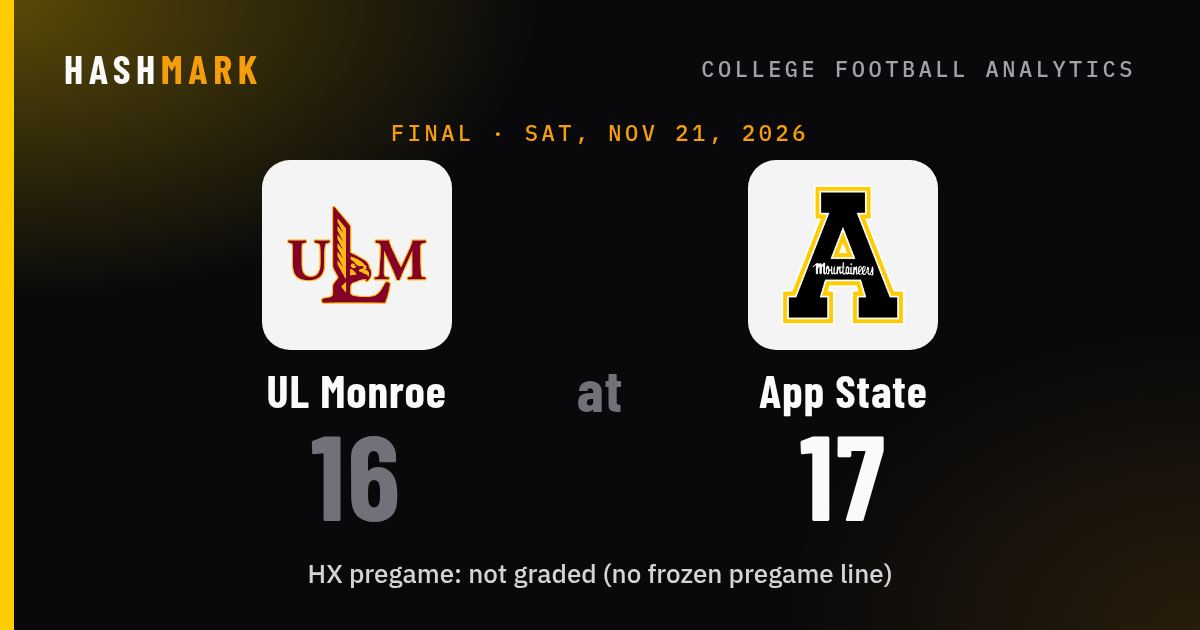 HASHMARK
COLLEGE FOOTBALL ANALYTICS
FINAL · SAT, NOV 21, 2026
ULM
A
Mountaineers
UL Monroe
at
App State
16
17
HX pregame: not graded (no frozen pregame line)